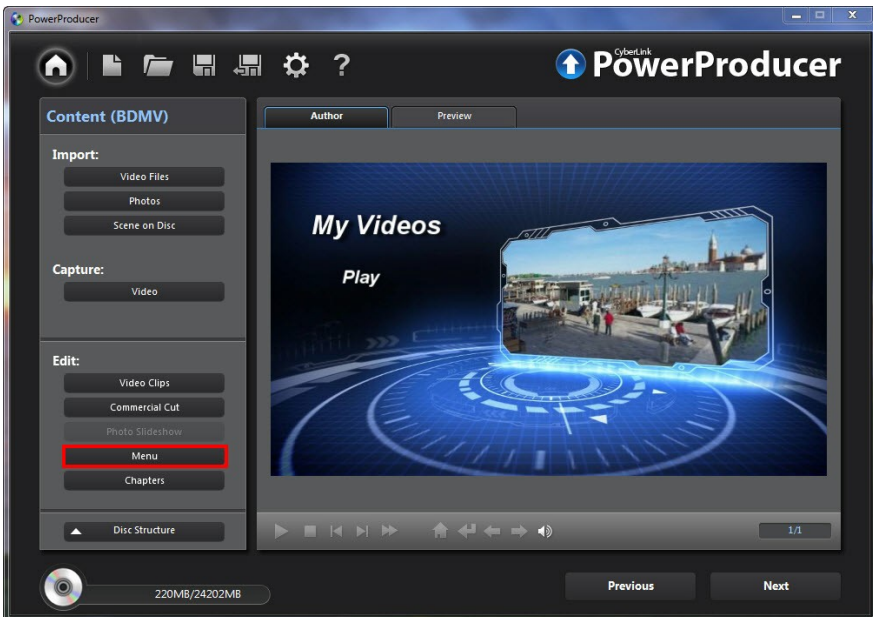 PowerProducer
?
CyberLink
PowerProducer
Content (BDMV)
Author
Preview
Import:
Video Files
Photos
Scene on Disc
Capture:
Video
Edit:
Video Clips
Commercial Cut
Photo Slideshow
Menu
Chapters
Disc Structure
My Videos
Play
1/1
220MB/24202MB
Previous
Next